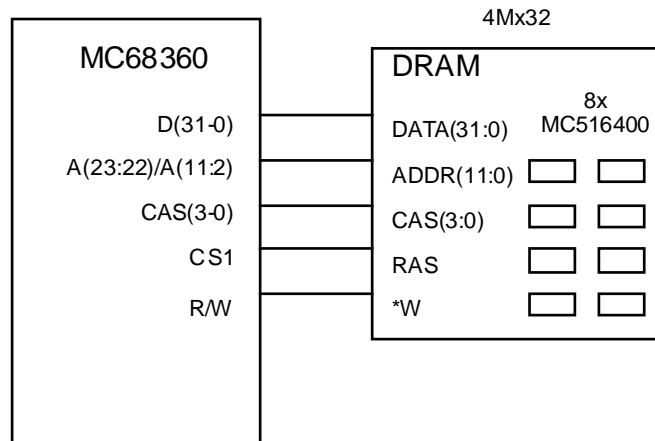 4Mx32
MC68360
DRAM
8x
MC516400
D(31-0)
DATA(31:0)
A(23:22)/A(11:2)
ADDR(11:0)
CAS(3-0)
CAS(3:0)
CS1
RAS
R/W
*W